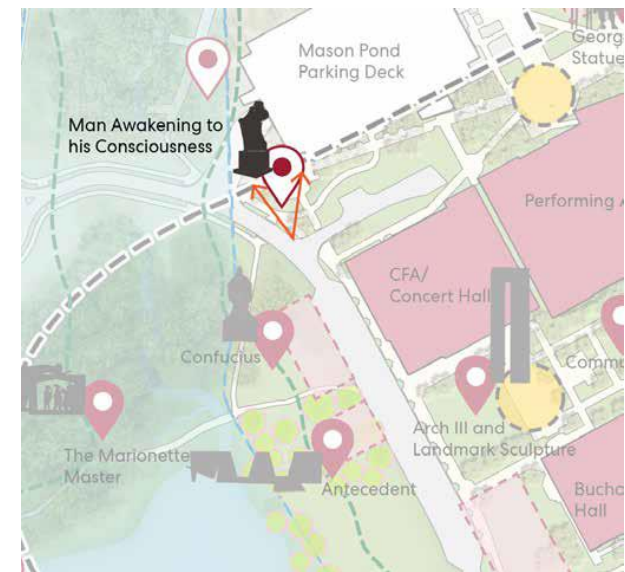 Mason Pond
Parking Deck
Statue
Man Awakening to
his Consciousness
Performing
CFA/
Concert Hall
Confucius
The Marionette
Master
Arch III and
Landmark Sculpture
Antecedent
Hall